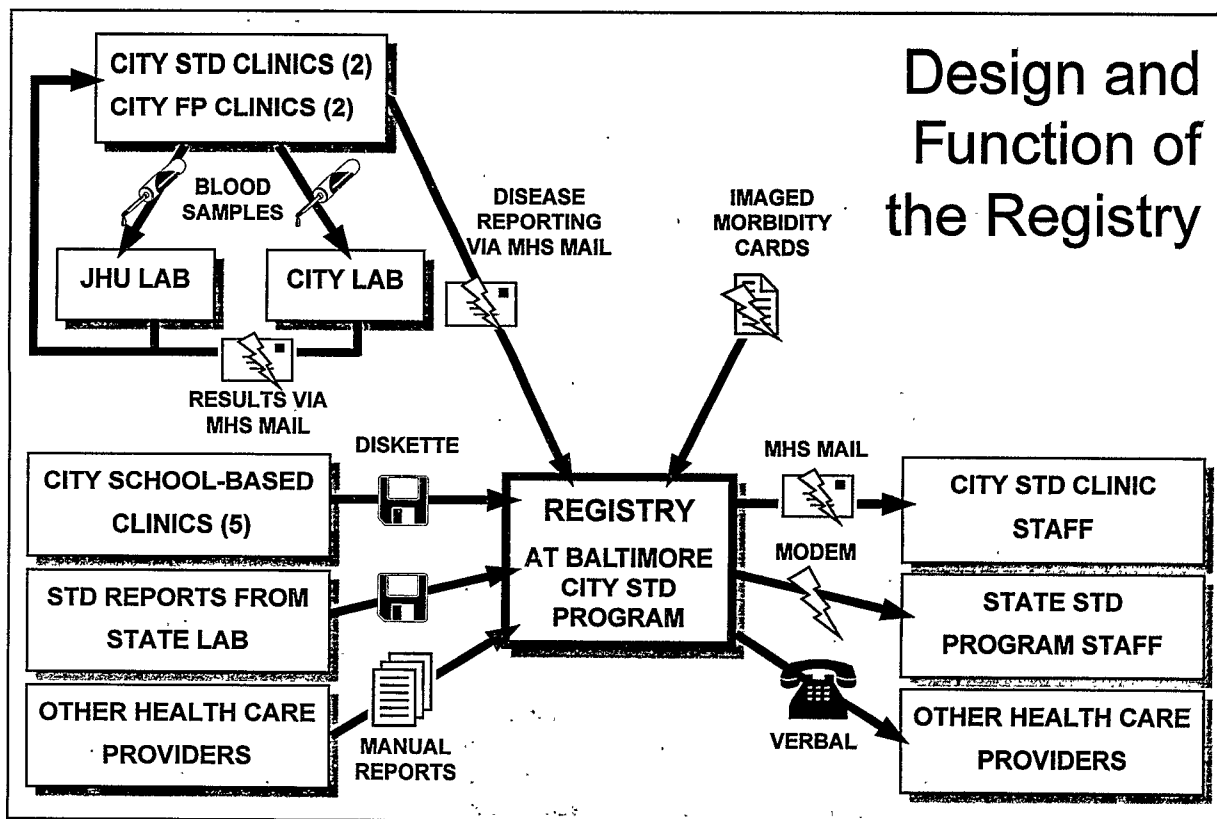 Design and
Function of
the Registry
CITY STD CLINICS (2)
CITY FP CLINICS (2)
BLOOD
SAMPLES
JHU LAB
CITY LAB
RESULTS VIA
MHS MAIL
DISEASE
REPORTING
VIA MHS MAIL
IMAGED
MORBIDITY
CARDS
CITY SCHOOL-BASED
CLINICS (5)
DISKETTE
STD REPORTS FROM
STATE LAB
OTHER HEALTH CARE
PROVIDERS
MANUAL
REPORTS
REGISTRY
AT BALTIMORE
CITY STD
PROGRAM
MHS MAIL
CITY STD CLINIC
STAFF
MODEM
STATE STD
PROGRAM STAFF
VERBAL
OTHER HEALTH CARE
PROVIDERS